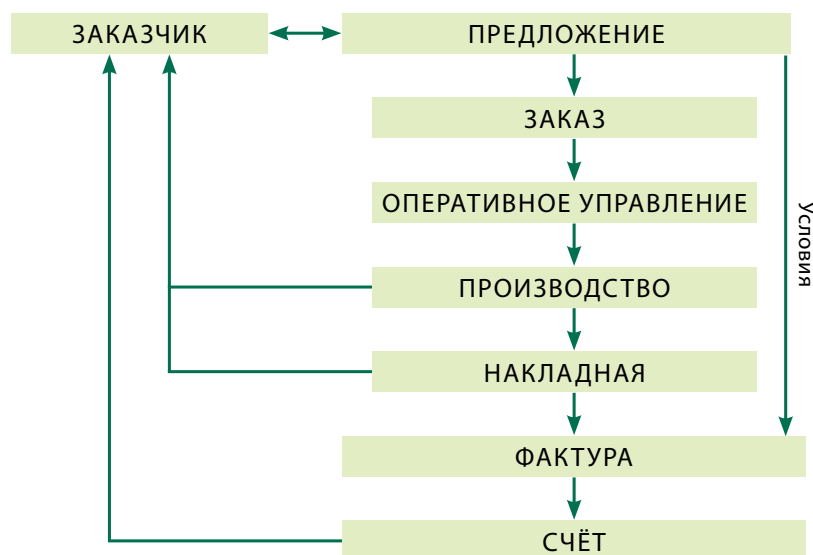 ЗАКАЗЧИК
ПРЕДЛОЖЕНИЕ
ЗАКАЗ
ОПЕРАТИВНОЕ УПРАВЛЕНИЕ
Условия
ПРОИЗВОДСТВО
НАКЛАДНАЯ
ФАКТУРА
СЧЁТ